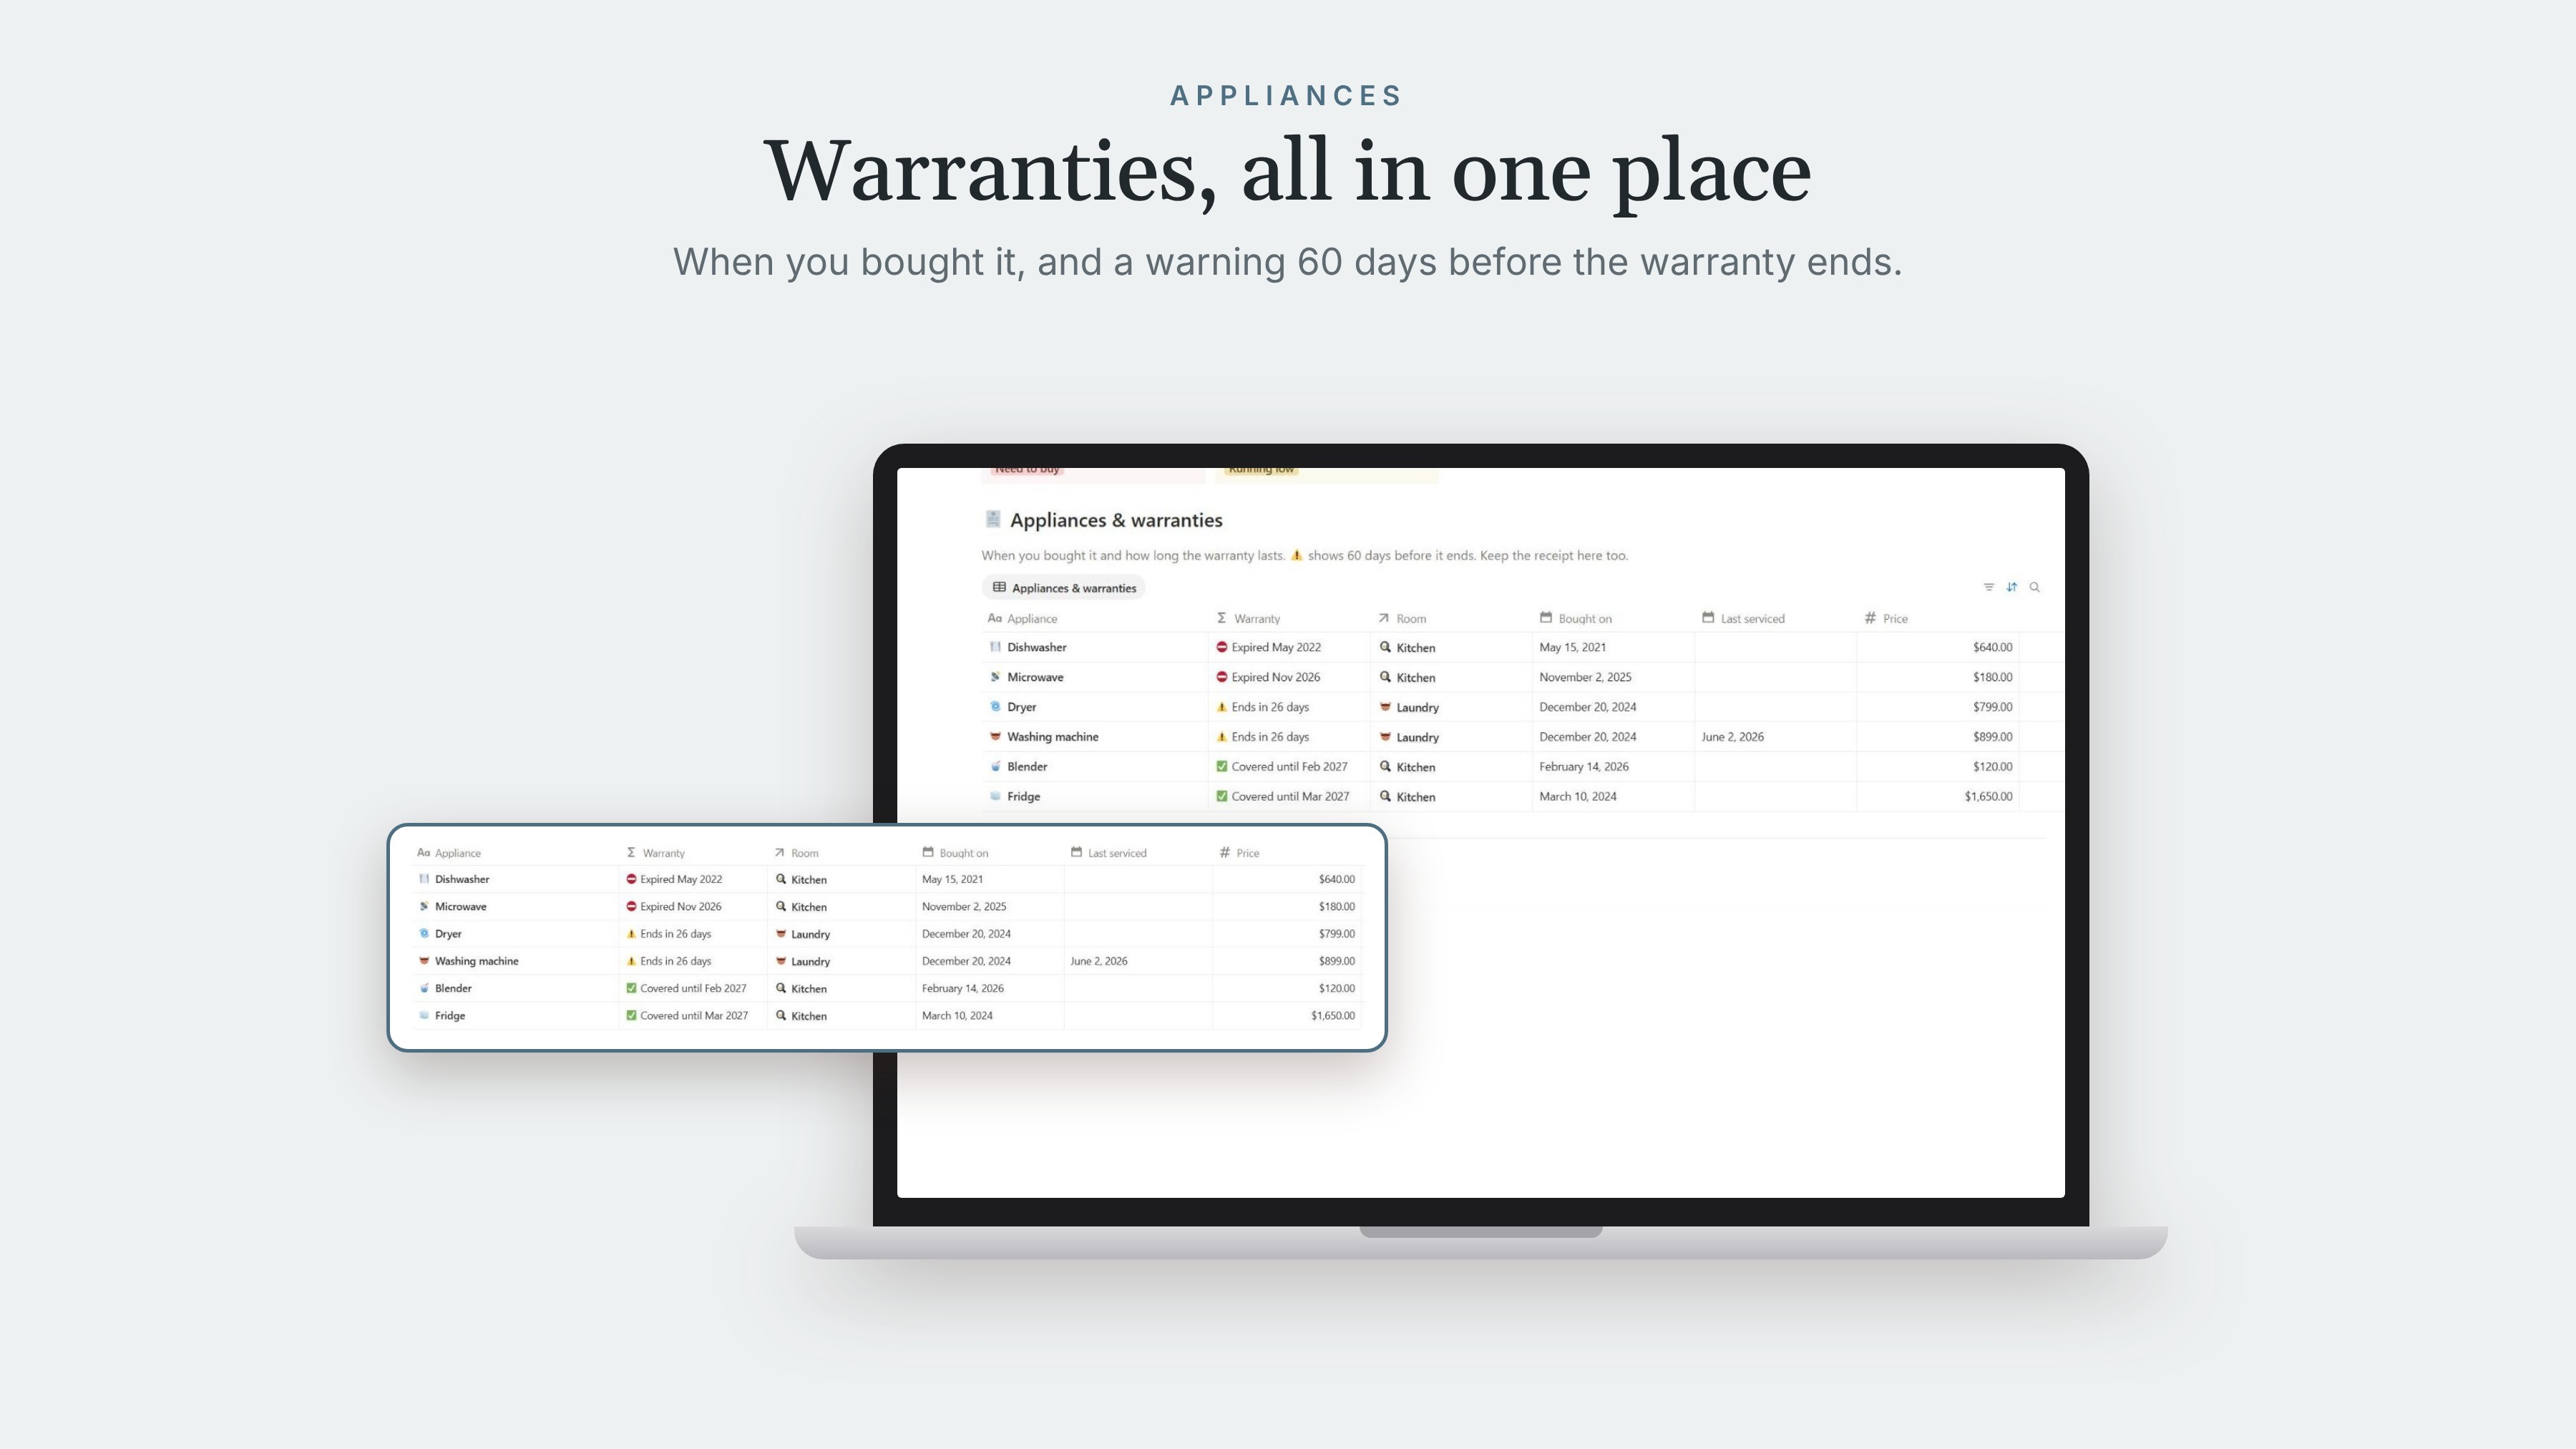 APPLIANCES
Warranties, all in one place
When you bought it, and a warning 60 days before the warranty ends.
Need to buy
Running low
Appliances & warranties
When you bought it and how long the warranty lasts. ⚠️ shows 60 days before it ends. Keep the receipt here too.
Appliances & warranties
Aa Appliance Σ Warranty Room Bought on Last serviced # Price
Dishwasher Expired May 2022 Kitchen May 15, 2021 $640.00
Microwave Expired Nov 2026 Kitchen November 2, 2025 $180.00
Dryer Ends in 26 days Laundry December 20, 2024 $799.00
Washing machine Ends in 26 days Laundry December 20, 2024 June 2, 2026 $899.00
Blender Covered until Feb 2027 Kitchen February 14, 2026 $120.00
Fridge Covered until Mar 2027 Kitchen March 10, 2024 $1,650.00
Aa Appliance Σ Warranty Room Bought on Last serviced # Price
Dishwasher Expired May 2022 Kitchen May 15, 2021 $640.00
Microwave Expired Nov 2026 Kitchen November 2, 2025 $180.00
Dryer Ends in 26 days Laundry December 20, 2024 $799.00
Washing machine Ends in 26 days Laundry December 20, 2024 June 2, 2026 $899.00
Blender Covered until Feb 2027 Kitchen February 14, 2026 $120.00
Fridge Covered until Mar 2027 Kitchen March 10, 2024 $1,650.00